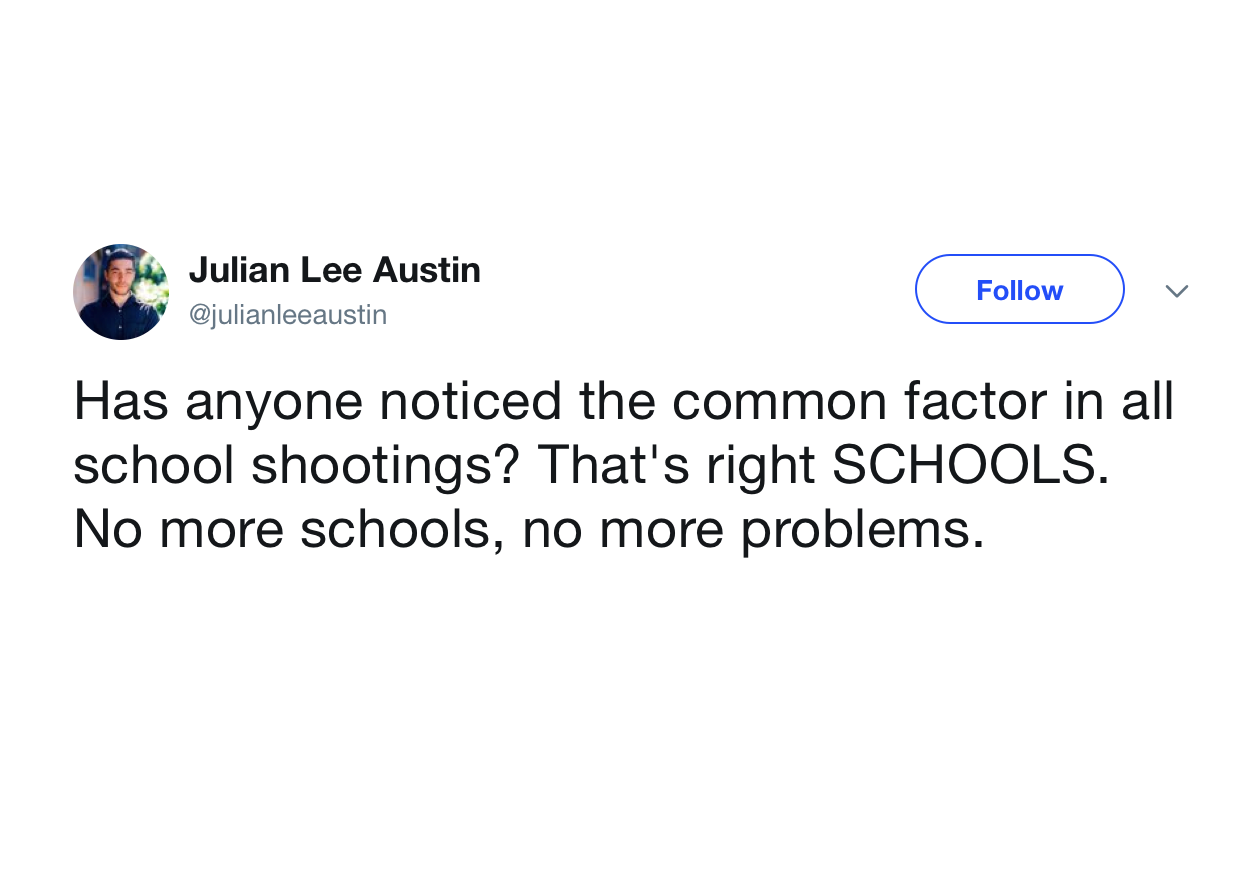 Julian Lee Austin
@julianleeaustin
Follow
Has anyone noticed the common factor in all
school shootings? That's right SCHOOLS.
No more schools, no more problems.